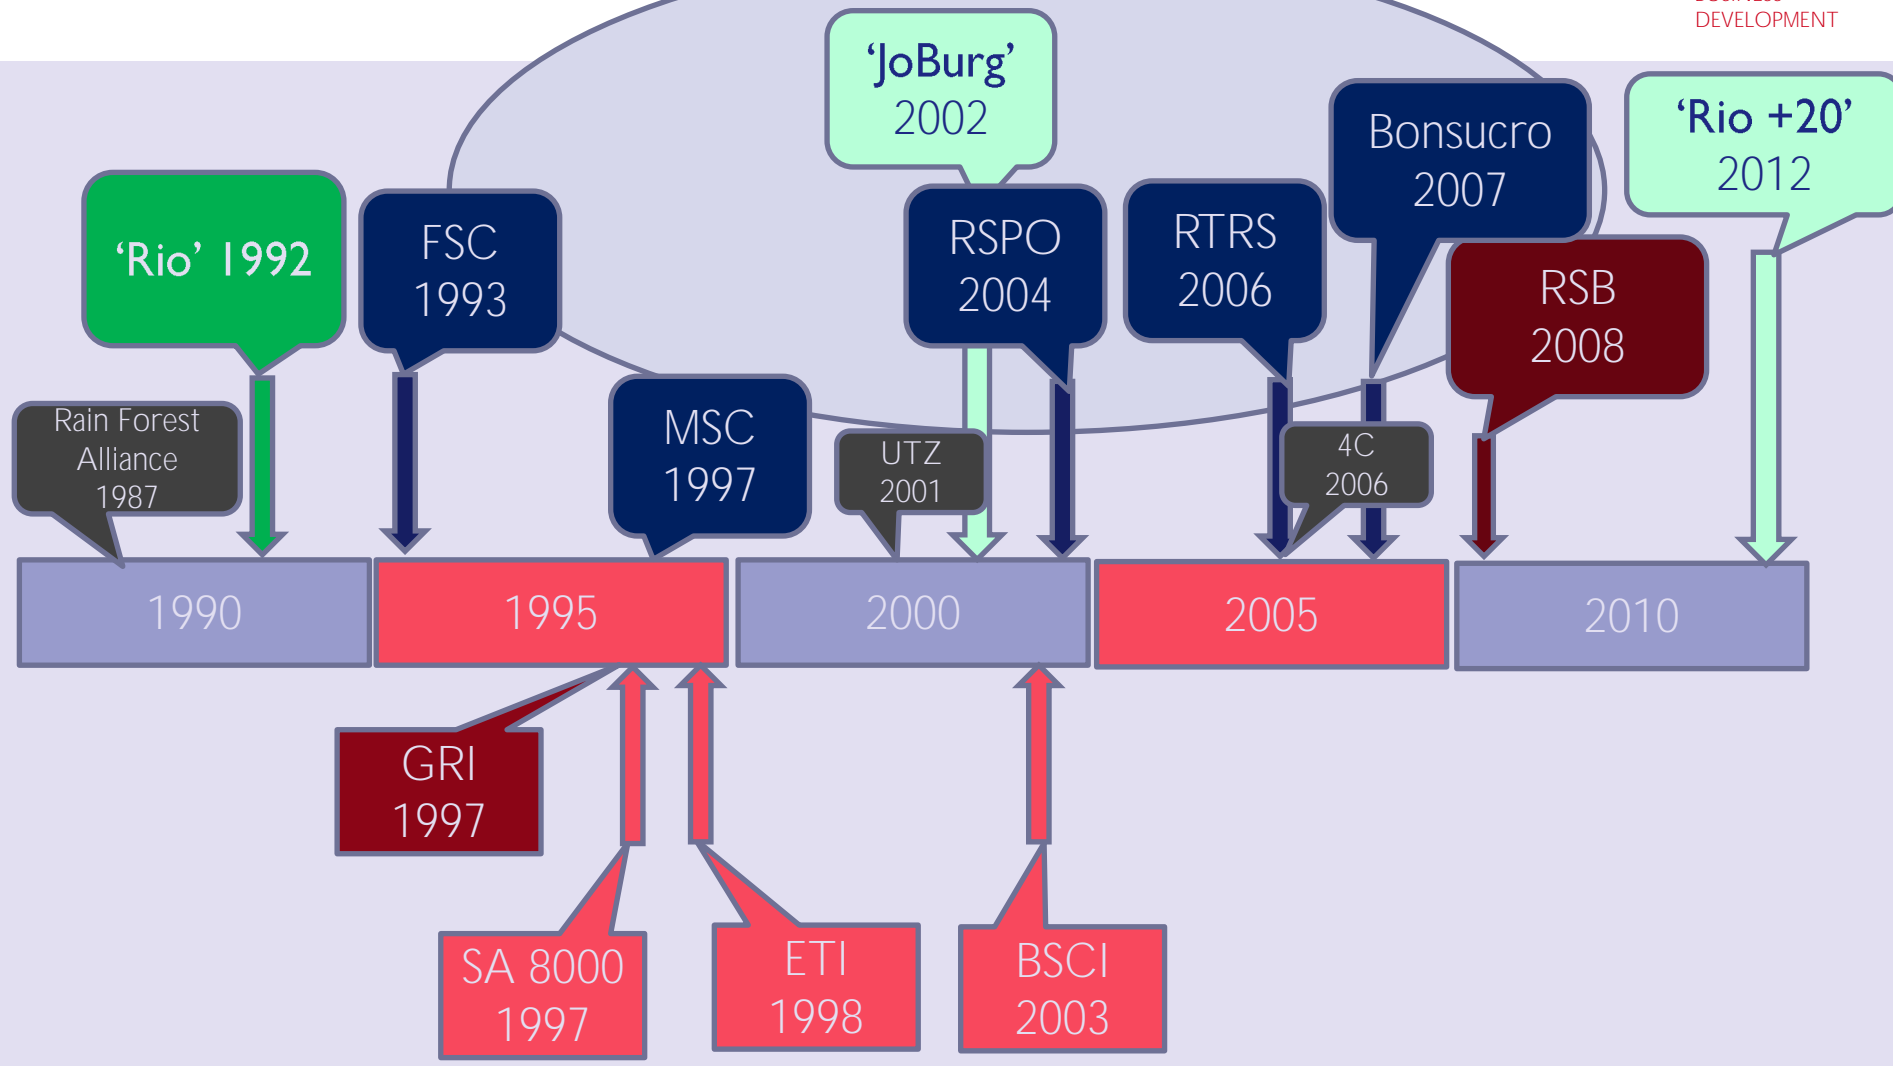 DEVELOPMENT
‘JoBurg’
2002
‘Rio +20’
2012
Bonsucro
2007
‘Rio’ 1992
FSC
1993
RSPO
2004
RTRS
2006
RSB
2008
Rain Forest
Alliance
1987
MSC
1997
UTZ
2001
4C
2006
1990
1995
2000
2005
2010
GRI
1997
SA 8000
1997
ETI
1998
BSCI
2003